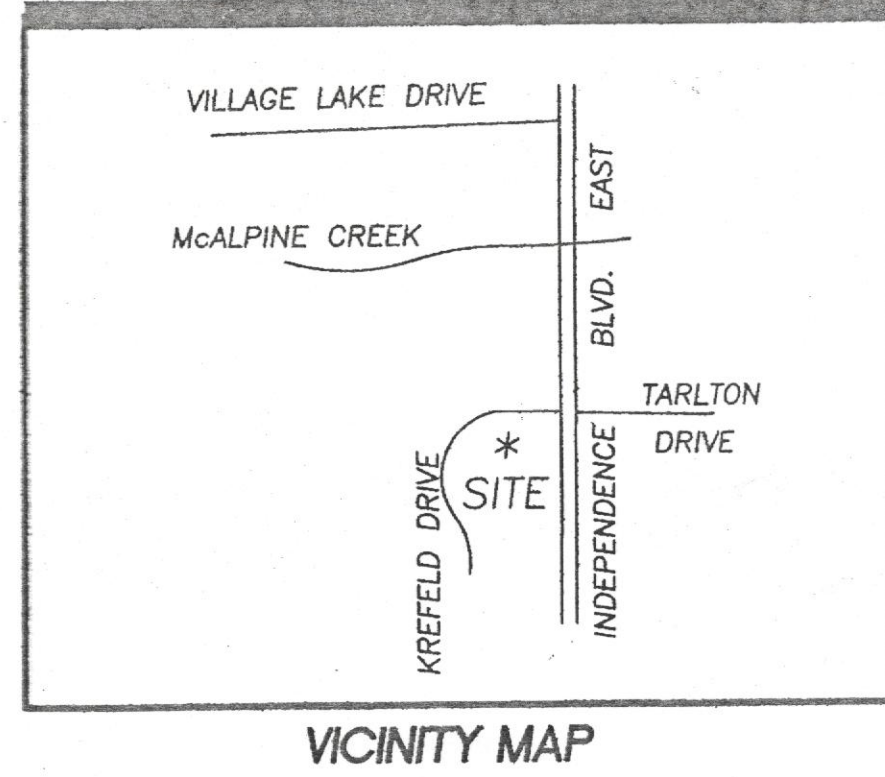 VILLAGE LAKE DRIVE
EAST
McALPINE CREEK
BLVD.
TARLTON
DRIVE
INDEPENDENCE
*
SITE
KREFELD DRIVE
VICINITY MAP